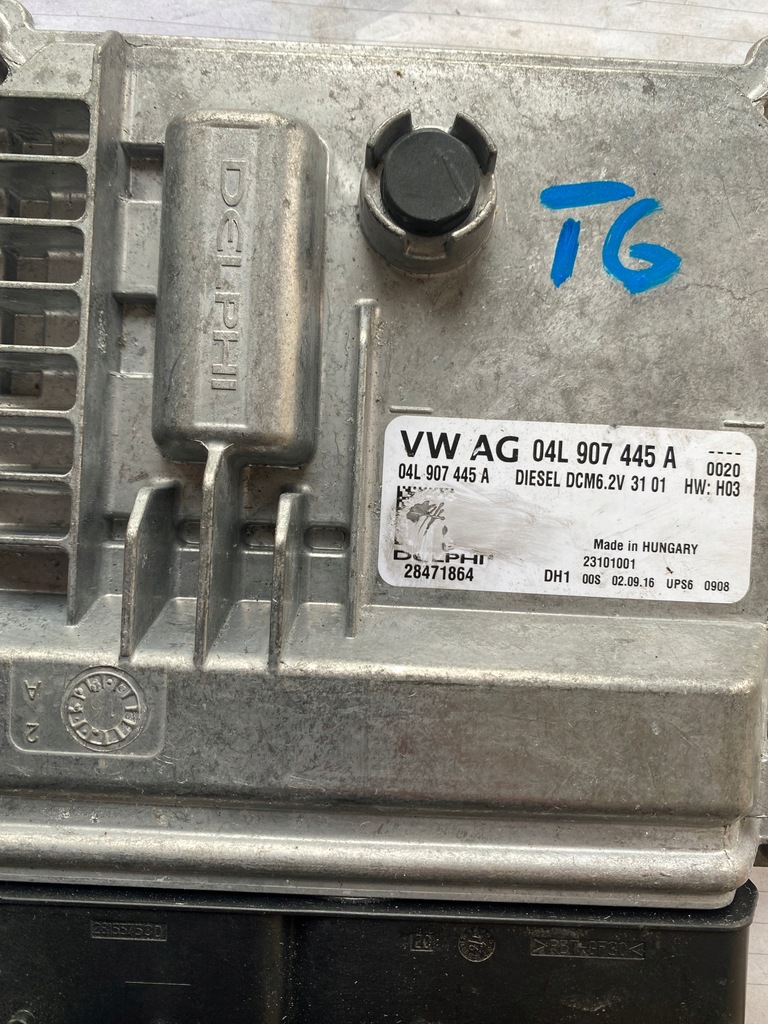 DELPHI
TG
VW AG 04L 907 445 A ----
0020
04L 907 445 A DIESEL DCM6.2V 31 01 HW: H03
Made in HUNGARY
DELPHI
23101001
28471864
DH1 00S 02.09.16 UPS6 0908
2 A